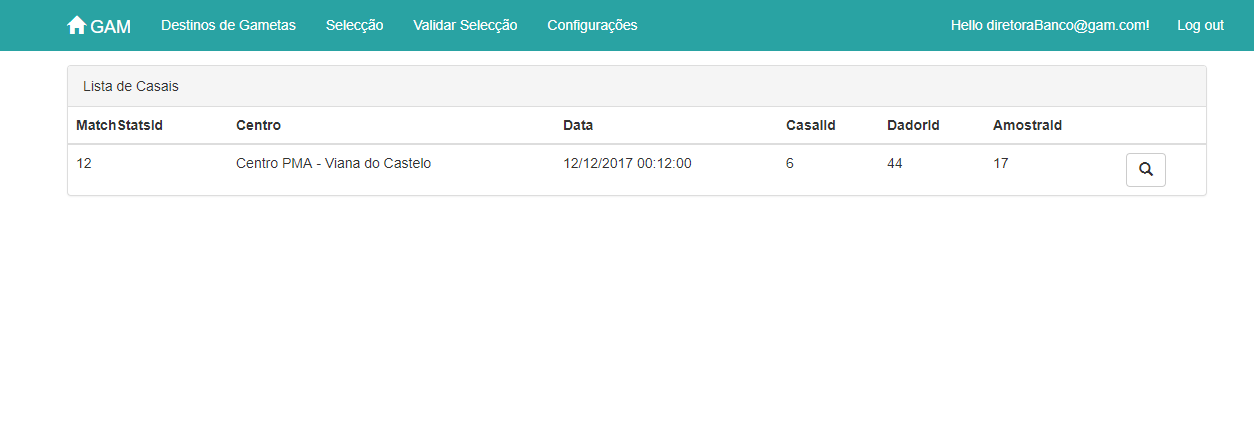 GAM Destinos de Gametas Selecção Validar Selecção Configurações Hello diretoraBanco@gam.com! Log out
Lista de Casais
MatchStatsId Centro Data CasalId DadorId AmostraId
12 Centro PMA - Viana do Castelo 12/12/2017 00:12:00 6 44 17